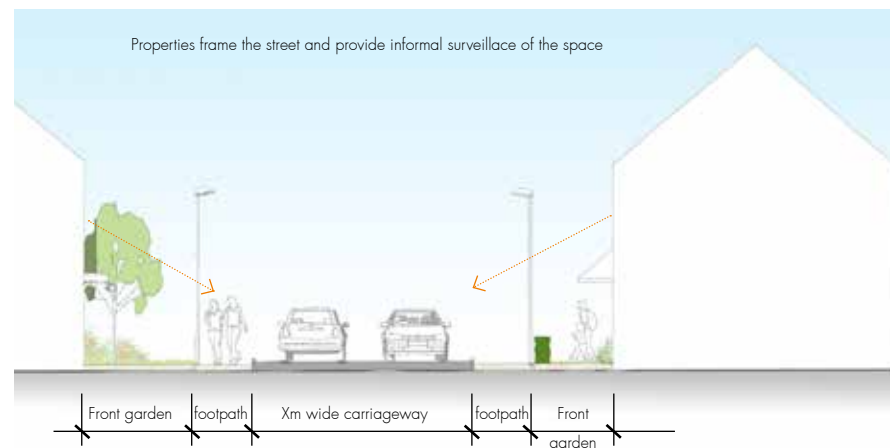 Properties frame the street and provide informal surveillace of the space
Front garden
footpath
Xm wide carriageway
footpath
Front
garden